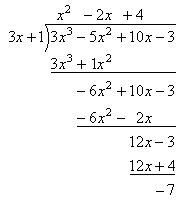 x² − 2x + 4
3x+1)3x³ − 5x² + 10x − 3
3x³ + 1x²
− 6x² + 10x − 3
− 6x² − 2x
12x − 3
12x + 4
−7